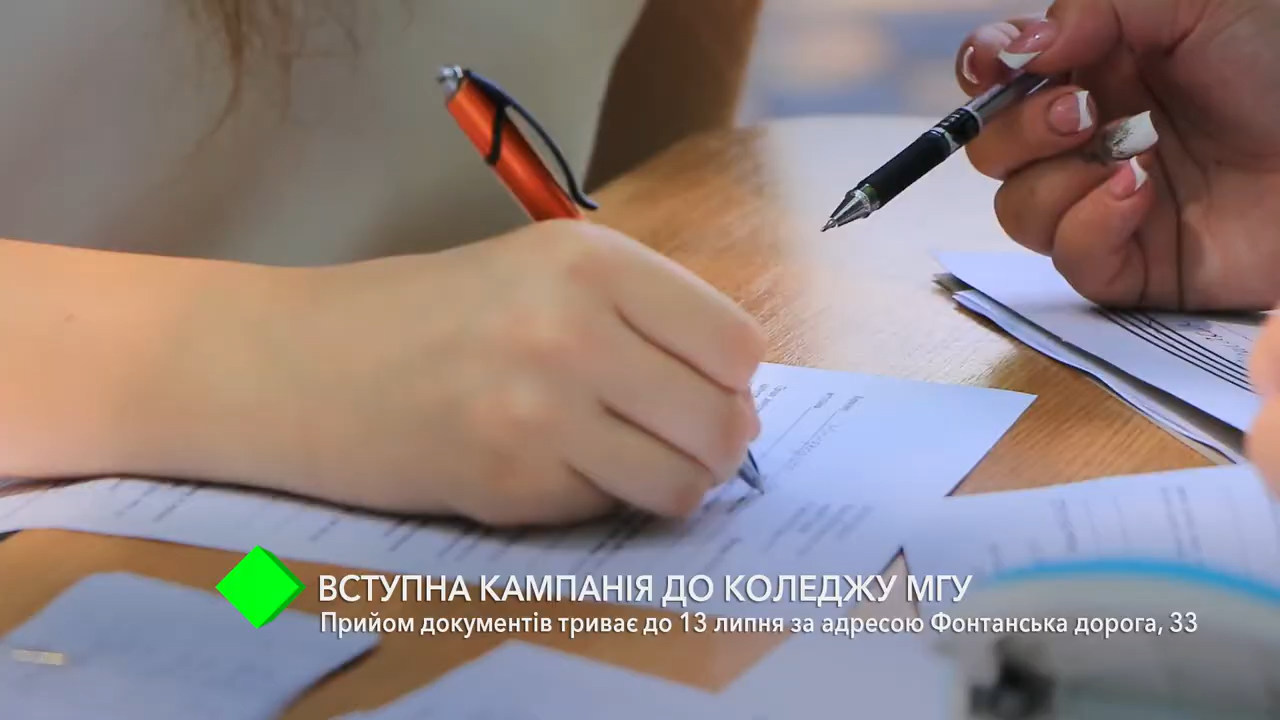 ВСТУПНА КАМПАНІЯ ДО КОЛЕДЖУ МГУ
Прийом документів триває до 13 липня за адресою Фонтанська дорога, 33